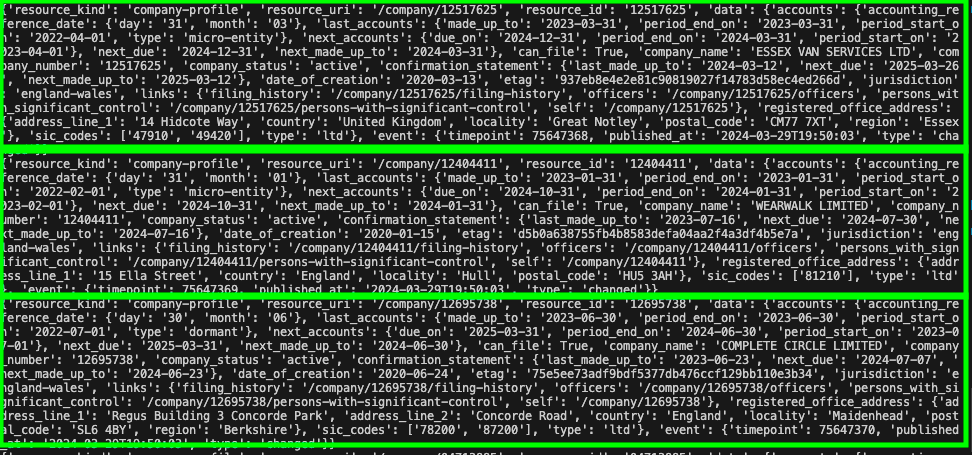 {'resource_kind': 'company-profile', 'resource_uri': '/company/12517625', 'resource_id': '12517625', 'data': {'accounts': {'accounting_re
ference_date': {'day': '31', 'month': '03'}, 'last_accounts': {'made_up_to': '2023-03-31', 'period_end_on': '2023-03-31', 'period_start_o
n': '2022-04-01', 'type': 'micro-entity'}, 'next_accounts': {'due_on': '2024-12-31', 'period_end_on': '2024-03-31', 'period_start_on': '2
023-04-01'}, 'next_due': '2024-12-31', 'next_made_up_to': '2024-03-31'}, 'can_file': True, 'company_name': 'ESSEX VAN SERVICES LTD', 'com
pany_number': '12517625', 'company_status': 'active', 'confirmation_statement': {'last_made_up_to': '2024-03-12', 'next_due': '2025-03-26
', 'next_made_up_to': '2025-03-12'}, 'date_of_creation': '2020-03-13', 'etag': '937eb8e4e2e81c90819027f14783d58ec4ed266d', 'jurisdiction'
: 'england-wales', 'links': {'filing_history': '/company/12517625/filing-history', 'officers': '/company/12517625/officers', 'persons_wit
h_significant_control': '/company/12517625/persons-with-significant-control', 'self': '/company/12517625'}, 'registered_office_address':
{'address_line_1': '14 Hidcote Way', 'country': 'United Kingdom', 'locality': 'Great Notley', 'postal_code': 'CM77 7XT', 'region': 'Essex
'}, 'sic_codes': ['47910', '49420'], 'type': 'ltd'}, 'event': {'timepoint': 75647368, 'published_at': '2024-03-29T19:50:03', 'type': 'cha
{'resource_kind': 'company-profile', 'resource_uri': '/company/12404411', 'resource_id': '12404411', 'data': {'accounts': {'accounting_re
ference_date': {'day': '31', 'month': '01'}, 'last_accounts': {'made_up_to': '2023-01-31', 'period_end_on': '2023-01-31', 'period_start_o
n': '2022-02-01', 'type': 'micro-entity'}, 'next_accounts': {'due_on': '2024-10-31', 'period_end_on': '2024-01-31', 'period_start_on': '2
023-02-01'}, 'next_due': '2024-10-31', 'next_made_up_to': '2024-01-31'}, 'can_file': True, 'company_name': 'WEARWALK LIMITED', 'company_n
umber': '12404411', 'company_status': 'active', 'confirmation_statement': {'last_made_up_to': '2023-07-16', 'next_due': '2024-07-30', 'ne
xt_made_up_to': '2024-07-16'}, 'date_of_creation': '2020-01-15', 'etag': 'd5b0a638755fb4b8583defa04aa2f4a3df4b5e7a', 'jurisdiction': 'eng
land-wales', 'links': {'filing_history': '/company/12404411/filing-history', 'officers': '/company/12404411/officers', 'persons_with_sign
ificant_control': '/company/12404411/persons-with-significant-control', 'self': '/company/12404411'}, 'registered_office_address': {'addr
ess_line_1': '15 Ella Street', 'country': 'England', 'locality': 'Hull', 'postal_code': 'HU5 3AH'}, 'sic_codes': ['81210'], 'type': 'ltd'
}, 'event': {'timepoint': 75647369, 'published_at': '2024-03-29T19:50:03', 'type': 'changed'}}
{'resource_kind': 'company-profile', 'resource_uri': '/company/12695738', 'resource_id': '12695738', 'data': {'accounts': {'accounting_re
ference_date': {'day': '30', 'month': '06'}, 'last_accounts': {'made_up_to': '2023-06-30', 'period_end_on': '2023-06-30', 'period_start_o
n': '2022-07-01', 'type': 'dormant'}, 'next_accounts': {'due_on': '2025-03-31', 'period_end_on': '2024-06-30', 'period_start_on': '2023-0
7-01'}, 'next_due': '2025-03-31', 'next_made_up_to': '2024-06-30'}, 'can_file': True, 'company_name': 'COMPLETE CIRCLE LIMITED', 'company
_number': '12695738', 'company_status': 'active', 'confirmation_statement': {'last_made_up_to': '2023-06-23', 'next_due': '2024-07-07',
'next_made_up_to': '2024-06-23'}, 'date_of_creation': '2020-06-24', 'etag': '75e5ee73adf9bdf5377db476ccf129bb110e3b34', 'jurisdiction': 'e
ngland-wales', 'links': {'filing_history': '/company/12695738/filing-history', 'officers': '/company/12695738/officers', 'persons_with_si
gnificant_control': '/company/12695738/persons-with-significant-control', 'self': '/company/12695738'}, 'registered_office_address': {'ad
dress_line_1': 'Regus Building 3 Concorde Park', 'address_line_2': 'Concorde Road', 'country': 'England', 'locality': 'Maidenhead', 'post
al_code': 'SL6 4BY', 'region': 'Berkshire'}, 'sic_codes': ['78200', '87200'], 'type': 'ltd'}, 'event': {'timepoint': 75647370, 'published
_at': '2024-03-29T19:50:03', 'type': 'changed'}}